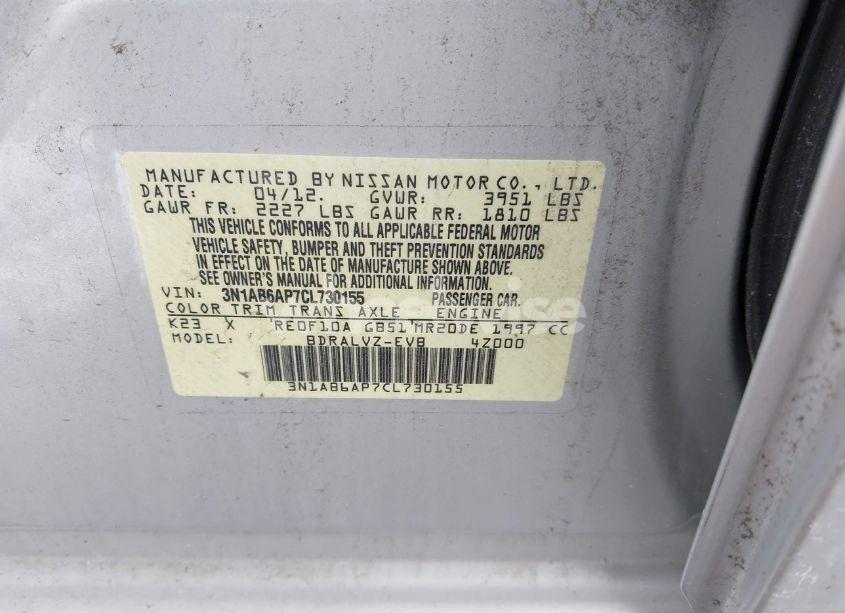 MANUFACTURED BY NISSAN MOTOR CO., LTD.
DATE: 04/12. GVWR: 3951 LBS
GAWR FR: 2227 LBS GAWR RR: 1810 LBS
THIS VEHICLE CONFORMS TO ALL APPLICABLE FEDERAL MOTOR
VEHICLE SAFETY, BUMPER AND THEFT PREVENTION STANDARDS
IN EFFECT ON THE DATE OF MANUFACTURE SHOWN ABOVE.
SEE OWNER'S MANUAL FOR ADDITIONAL INFORMATION.
VIN: 3N1AB6AP7CL730155 PASSENGER CAR.
COLOR TRIM TRANS AXLE ENGINE
K23 X RE0F10A GB51 MR20DE 1997 CC
MODEL: BDRALVZ-EVB 4Z000
3N1AB6AP7CL730155